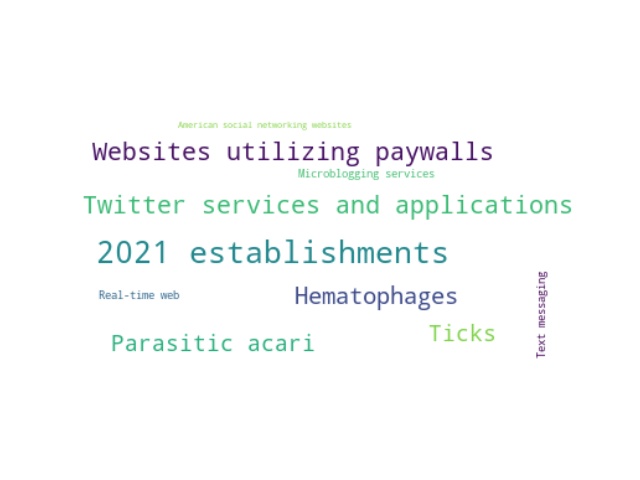 American social networking websites
Websites utilizing paywalls
Microblogging services
Twitter services and applications
2021 establishments
Real-time web
Hematophages
Text messaging
Ticks
Parasitic acari